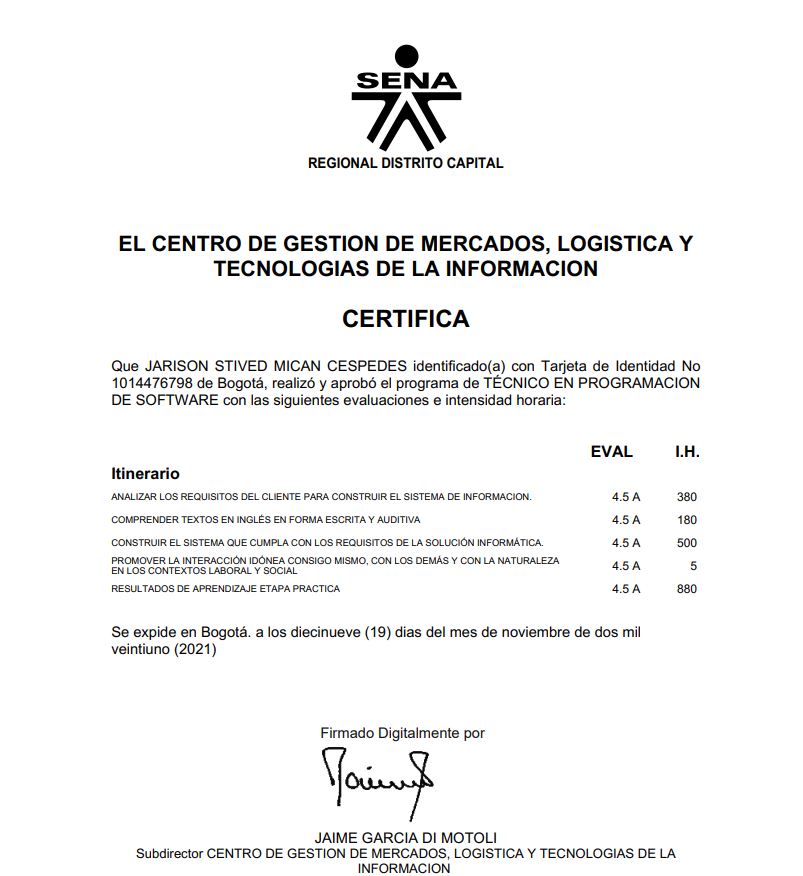 SENA
REGIONAL DISTRITO CAPITAL
EL CENTRO DE GESTION DE MERCADOS, LOGISTICA Y
TECNOLOGIAS DE LA INFORMACION
CERTIFICA
Que JARISON STIVED MICAN CESPEDES identificado(a) con Tarjeta de Identidad No
1014476798 de Bogotá, realizó y aprobó el programa de TÉCNICO EN PROGRAMACION
DE SOFTWARE con las siguientes evaluaciones e intensidad horaria:
EVAL I.H.
Itinerario
ANALIZAR LOS REQUISITOS DEL CLIENTE PARA CONSTRUIR EL SISTEMA DE INFORMACION. 4.5 A 380
COMPRENDER TEXTOS EN INGLÉS EN FORMA ESCRITA Y AUDITIVA 4.5 A 180
CONSTRUIR EL SISTEMA QUE CUMPLA CON LOS REQUISITOS DE LA SOLUCIÓN INFORMÁTICA. 4.5 A 500
PROMOVER LA INTERACCIÓN IDÓNEA CONSIGO MISMO, CON LOS DEMÁS Y CON LA NATURALEZA
EN LOS CONTEXTOS LABORAL Y SOCIAL 4.5 A 5
RESULTADOS DE APRENDIZAJE ETAPA PRACTICA 4.5 A 880
Se expide en Bogotá. a los diecinueve (19) dias del mes de noviembre de dos mil
veintiuno (2021)
Firmado Digitalmente por
JAIME GARCIA DI MOTOLI
Subdirector CENTRO DE GESTION DE MERCADOS, LOGISTICA Y TECNOLOGIAS DE LA
INFORMACION